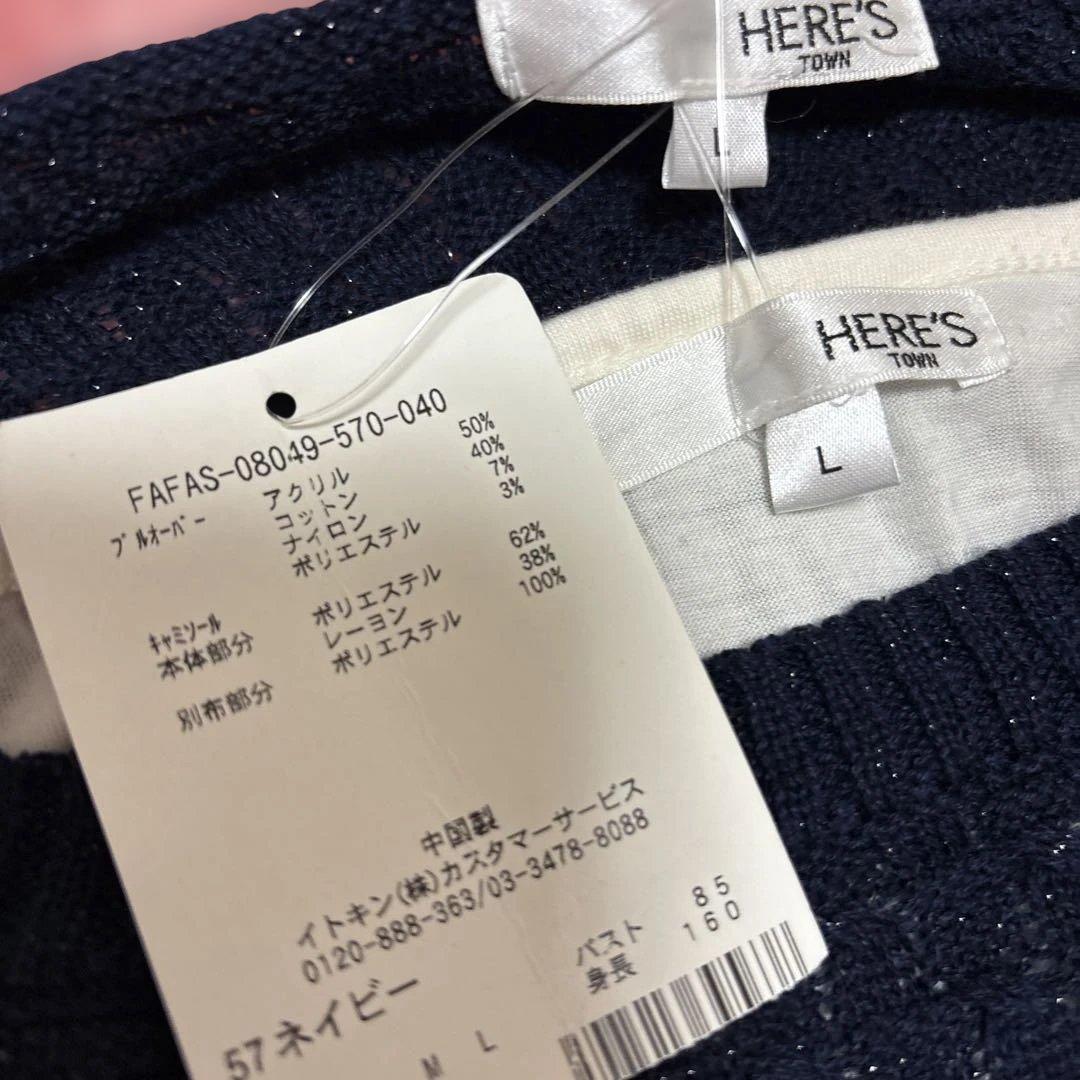 HERE'S
TOWN
L
HERE'S
TOWN
L
FAFAS-08049-570-040
プルオーバー アクリル 50%
コットン 40%
ナイロン 7%
ポリエステル 3%
キャミソール
本体部分 ポリエステル 62%
レーヨン 38%
別布部分 ポリエステル 100%
中国製
イトキン(株)カスタマーサービス
0120-888-363/03-3478-8088
57 ネイビー
バスト 85
身長 160
M L